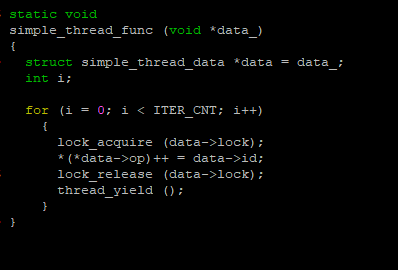 static void
simple_thread_func (void *data_)
{
struct simple_thread_data *data = data_;
int i;
for (i = 0; i < ITER_CNT; i++)
{
lock_acquire (data->lock);
*(*data->op)++ = data->id;
lock_release (data->lock);
thread_yield ();
}
}